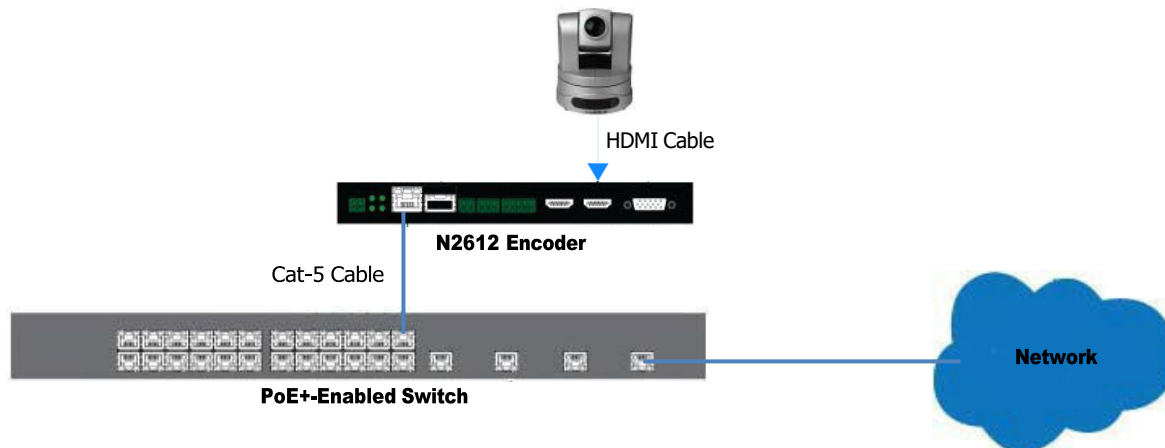 HDMI Cable
N2612 Encoder
Cat-5 Cable
PoE+-Enabled Switch
Network